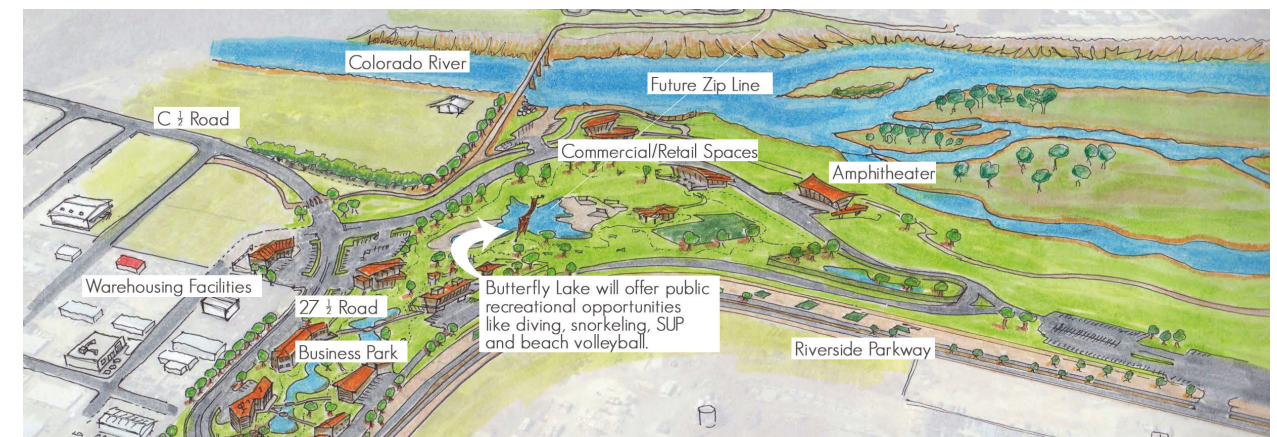 Colorado River
Future Zip Line
C ½ Road
Commercial/Retail Spaces
Amphitheater
Warehousing Facilities
27 ½ Road
Butterfly Lake will offer public
recreational opportunities
like diving, snorkeling, SUP
and beach volleyball.
Business Park
Riverside Parkway